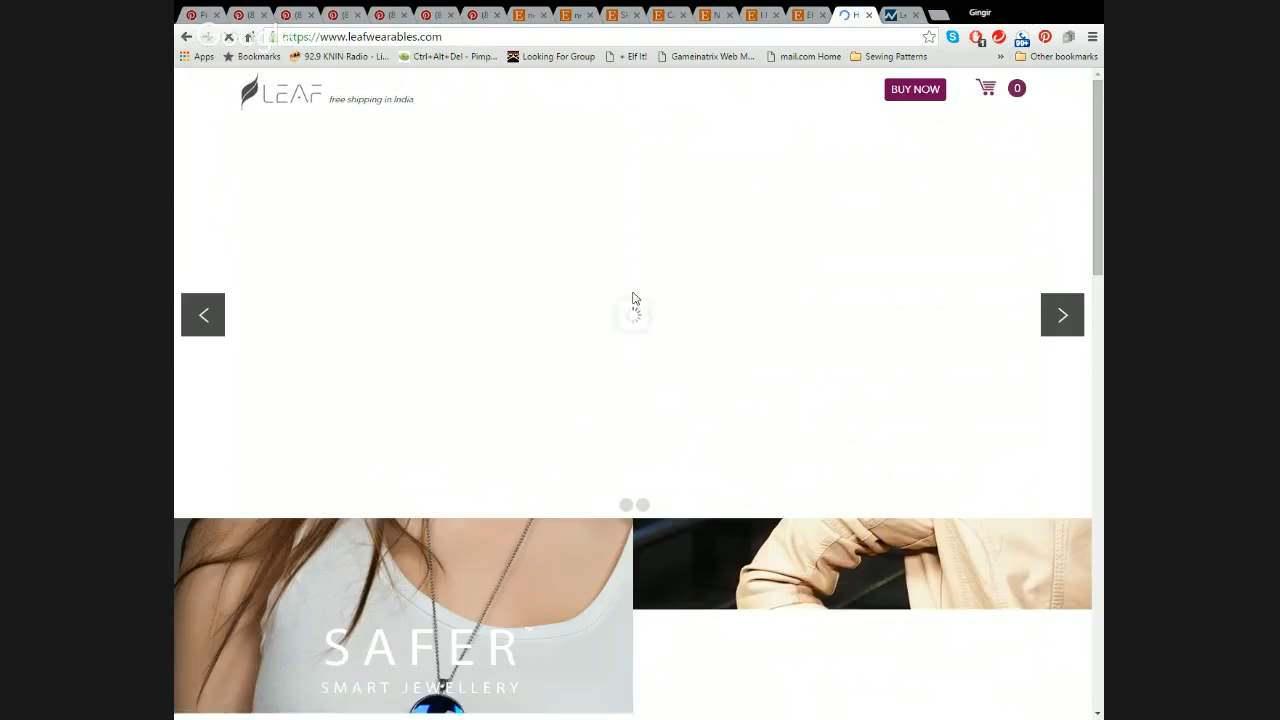 Gingir
https://www.leafwearables.com
Apps Bookmarks 92.9 KNIN Radio - Li... Ctrl+Alt+Del - Pimp... Looking For Group + Elf It! Gameinatrix Web M... mail.com Home Sewing Patterns » Other bookmarks
LEAF free shipping in India
BUY NOW
0
SAFER
SMART JEWELLERY